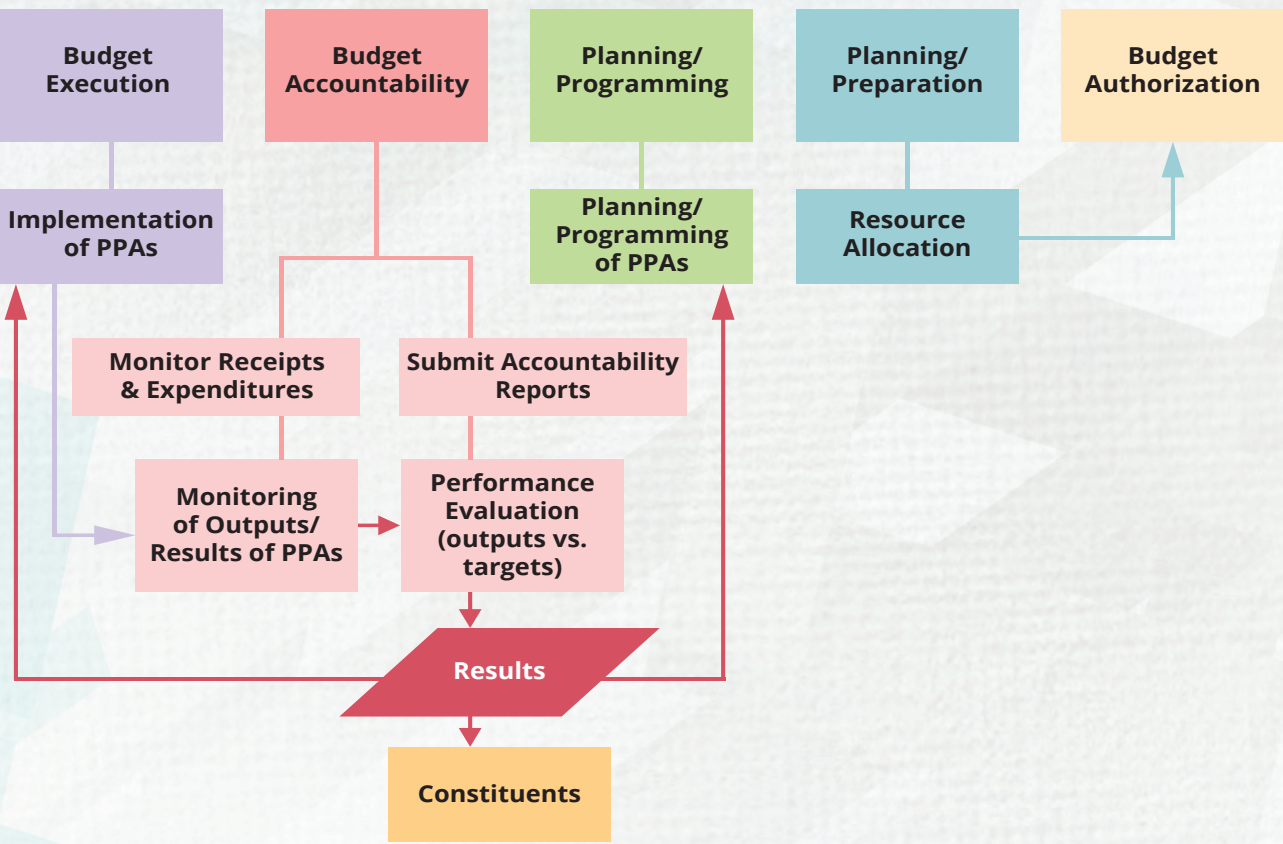 Budget
Execution
Budget
Accountability
Planning/
Programming
Planning/
Preparation
Budget
Authorization
Implementation
of PPAs
Planning/
Programming
of PPAs
Resource
Allocation
Monitor Receipts
& Expenditures
Submit Accountability
Reports
Monitoring
of Outputs/
Results of PPAs
Performance
Evaluation
(outputs vs.
targets)
Results
Constituents